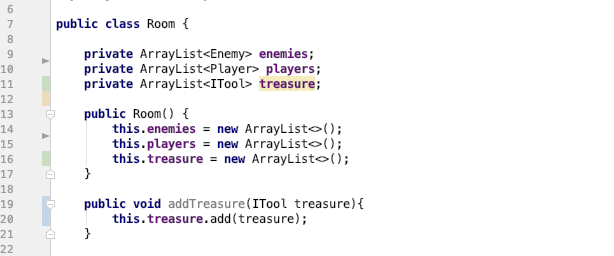 6
7 public class Room {
8
9     private ArrayList<Enemy> enemies;
10     private ArrayList<Player> players;
11     private ArrayList<ITool> treasure;
12
13     public Room() {
14         this.enemies = new ArrayList<>();
15         this.players = new ArrayList<>();
16         this.treasure = new ArrayList<>();
17     }
18
19     public void addTreasure(ITool treasure){
20         this.treasure.add(treasure);
21     }
22